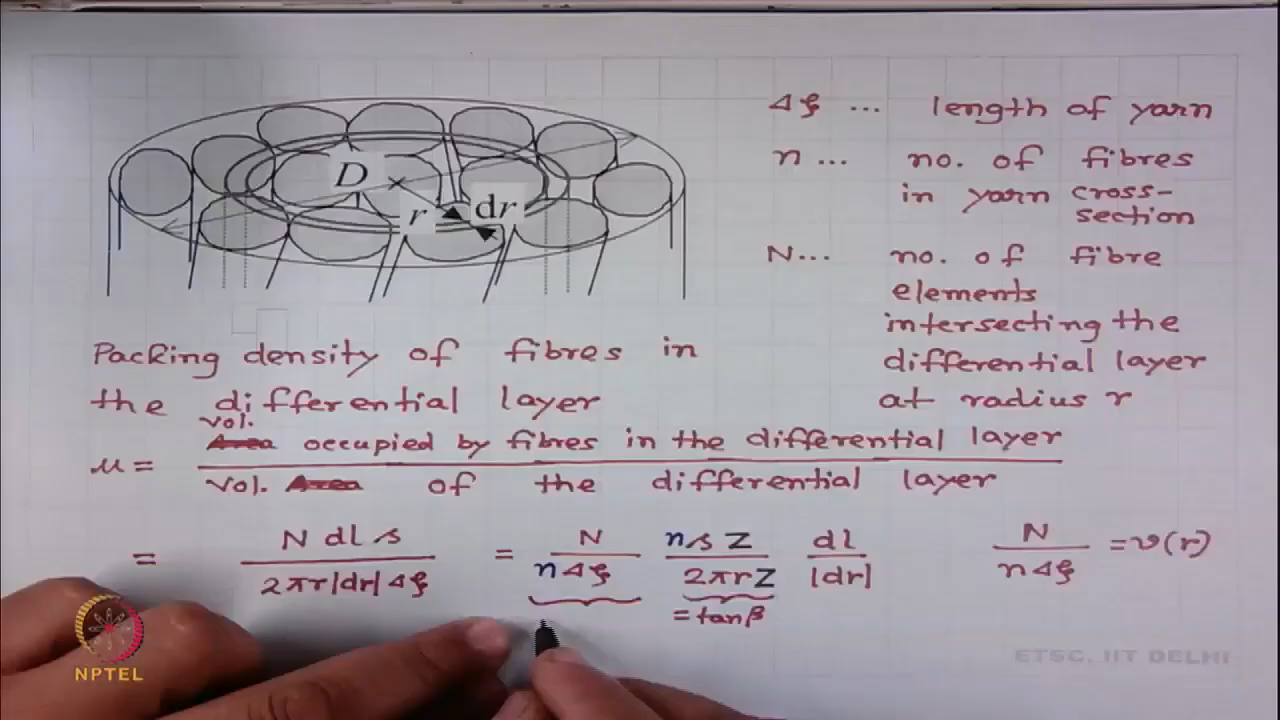 D
r
dr
Δξ ... length of yarn
n ... no. of fibres
in yarn cross-
section
N... no. of fibre
elements
intersecting the
differential layer
at radius r
Packing density of fibres in
the differential layer
μ = vol. A̶r̶e̶a̶ occupied by fibres in the differential layer
vol. A̶r̶e̶a̶ of the differential layer
= N dl s / 2πr|dr|Δξ = N / nΔξ nsZ / 2πrZ dl / |dr| N / nΔξ = v(r)
= tanβ
NPTEL
ETSC, IIT DELHI